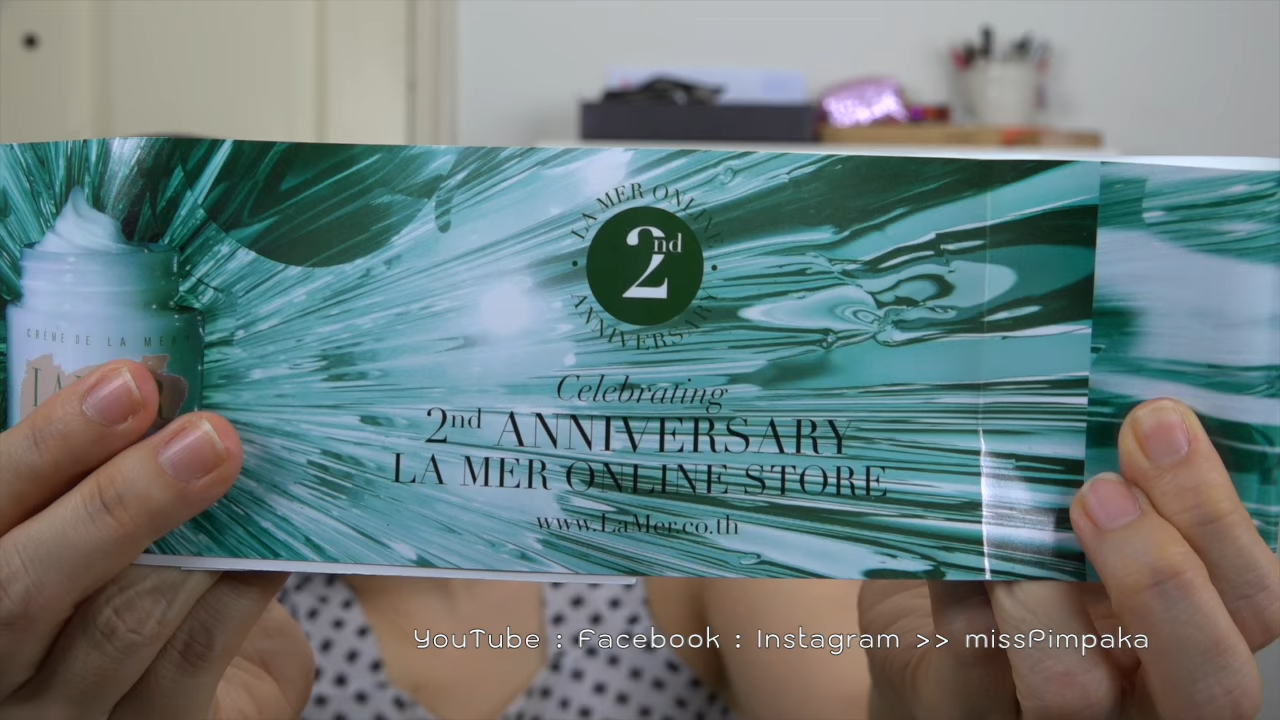 LA MER ONLINE
2nd
ANNIVERSARY
CRÈME DE LA MER
Celebrating
2nd ANNIVERSARY
LA MER ONLINE STORE
www.LaMer.co.th
YouTube : Facebook : Instagram >> missPimpaka